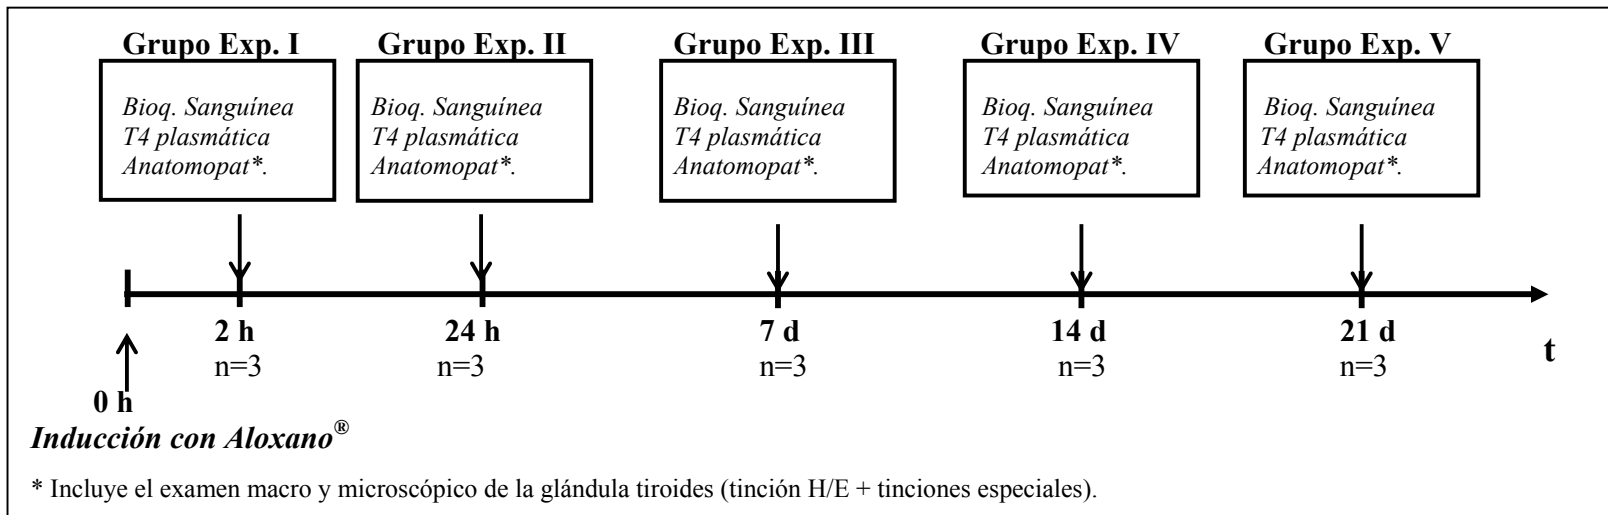 Grupo Exp. I
Bioq. Sanguínea
T4 plasmática
Anatomopat*.
Grupo Exp. II
Bioq. Sanguínea
T4 plasmática
Anatomopat*.
Grupo Exp. III
Bioq. Sanguínea
T4 plasmática
Anatomopat*.
Grupo Exp. IV
Bioq. Sanguínea
T4 plasmática
Anatomopat*.
Grupo Exp. V
Bioq. Sanguínea
T4 plasmática
Anatomopat*.
2 h
n=3
24 h
n=3
7 d
n=3
14 d
n=3
21 d
n=3
t
0 h
Inducción con Aloxano®
* Incluye el examen macro y microscópico de la glándula tiroides (tinción H/E + tinciones especiales).